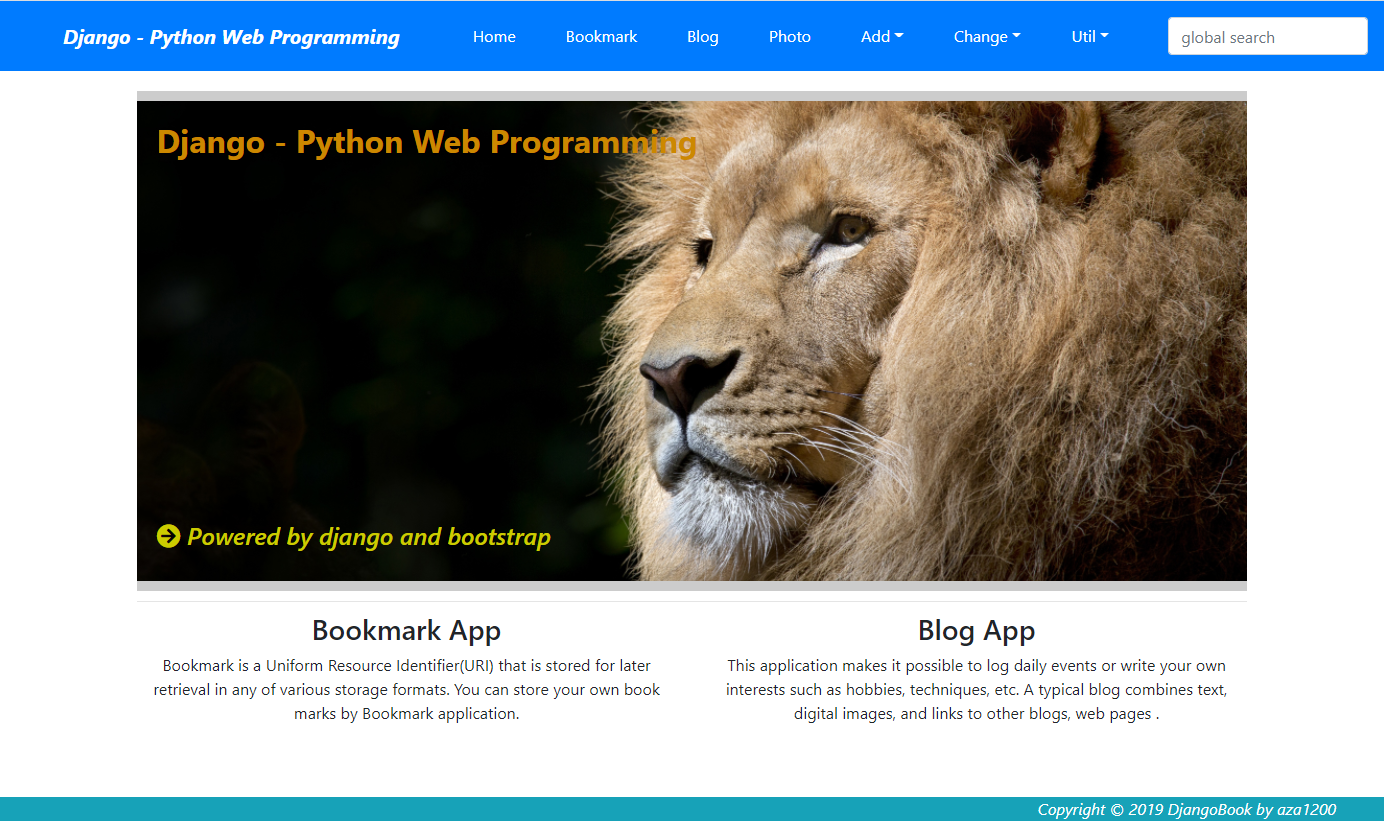 Django - Python Web Programming Home Bookmark Blog Photo Add Change Util global search
Django - Python Web Programming
Powered by django and bootstrap
Bookmark App
Bookmark is a Uniform Resource Identifier(URI) that is stored for later
retrieval in any of various storage formats. You can store your own book
marks by Bookmark application.
Blog App
This application makes it possible to log daily events or write your own
interests such as hobbies, techniques, etc. A typical blog combines text,
digital images, and links to other blogs, web pages .
Copyright © 2019 DjangoBook by aza1200